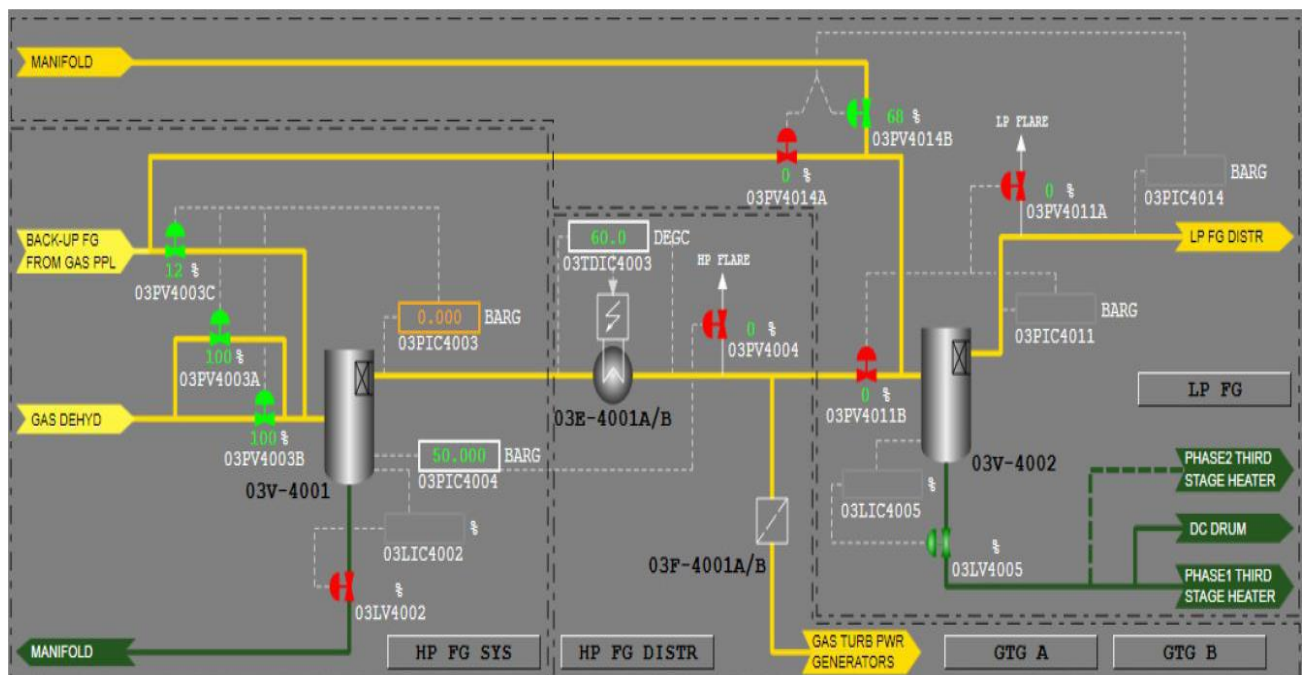 MANIFOLD
68 %
03PV4014B
LP FLARE
0 %
03PV4014A
0 %
03PV4011A
BARG
03PIC4014
BACK-UP FG
FROM GAS PPL
12 %
03PV4003C
60.0 DEGC
03TDIC4003
HP FLARE
LP FG DISTR
0.000 BARG
03PIC4003
0 %
03PV4004
BARG
03PIC4011
100 %
03PV4003A
GAS DEHYD
100 %
03PV4003B
03E-4001A/B
0 %
03PV4011B
LP FG
03V-4001
50.000 BARG
03PIC4004
03V-4002
PHASE2 THIRD
STAGE HEATER
%
03LIC4005
%
03LIC4002
DC DRUM
%
03LV4005
03F-4001A/B
%
03LV4002
PHASE1 THIRD
STAGE HEATER
MANIFOLD
HP FG SYS
HP FG DISTR
GAS TURB PWR
GENERATORS
GTG A
GTG B